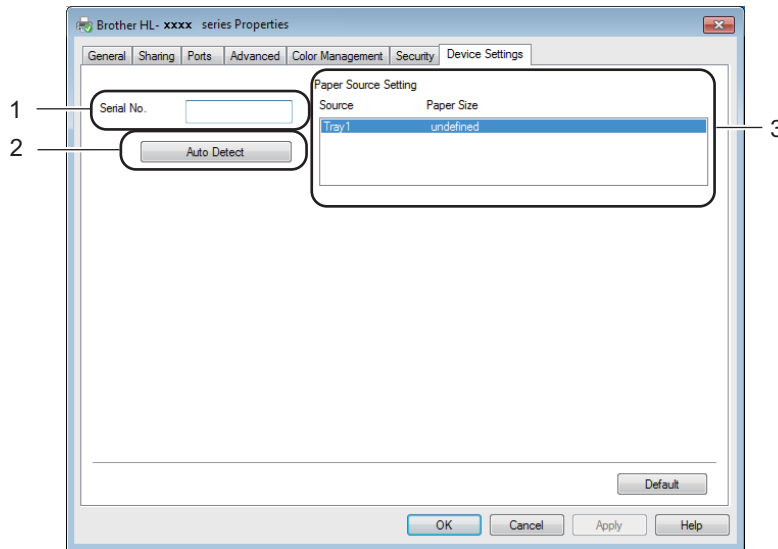 Brother HL- xxxx series Properties
General Sharing Ports Advanced Color Management Security Device Settings
Paper Source Setting
1 Serial No. Source Paper Size
Tray1 undefined 3
2 Auto Detect
Default
OK Cancel Apply Help